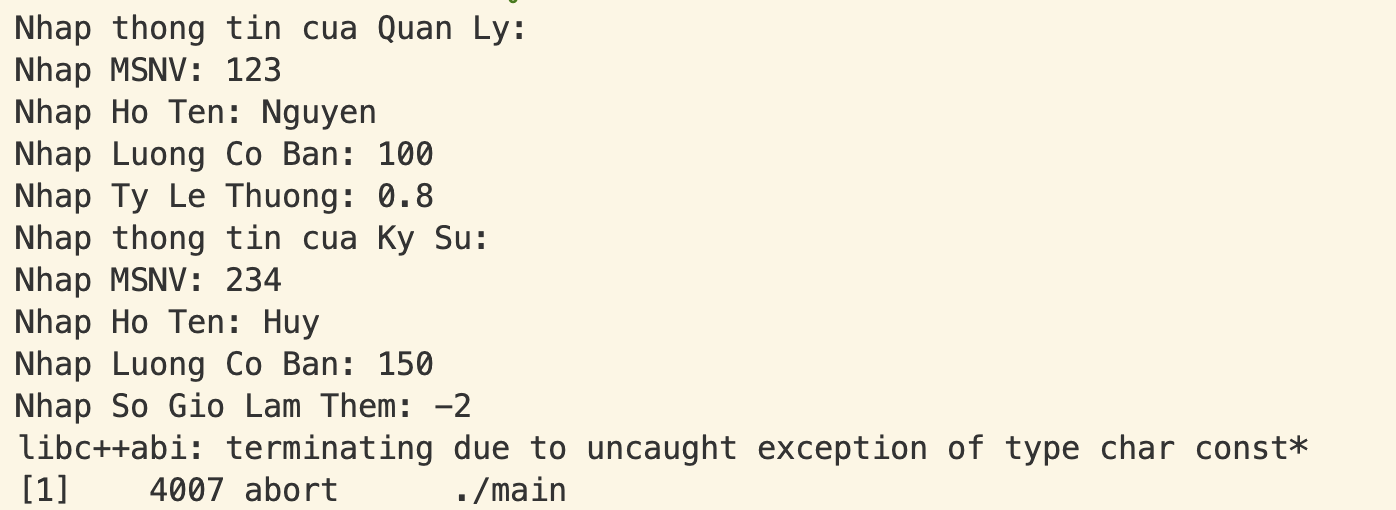 Nhap thong tin cua Quan Ly:
Nhap MSNV: 123
Nhap Ho Ten: Nguyen
Nhap Luong Co Ban: 100
Nhap Ty Le Thuong: 0.8
Nhap thong tin cua Ky Su:
Nhap MSNV: 234
Nhap Ho Ten: Huy
Nhap Luong Co Ban: 150
Nhap So Gio Lam Them: -2
libc++abi: terminating due to uncaught exception of type char const*
[1]    4007 abort      ./main